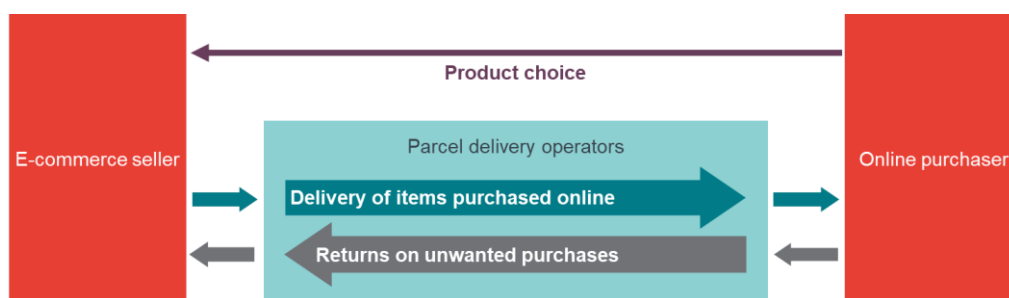 Product choice
Parcel delivery operators
E-commerce seller
Online purchaser
Delivery of items purchased online
Returns on unwanted purchases